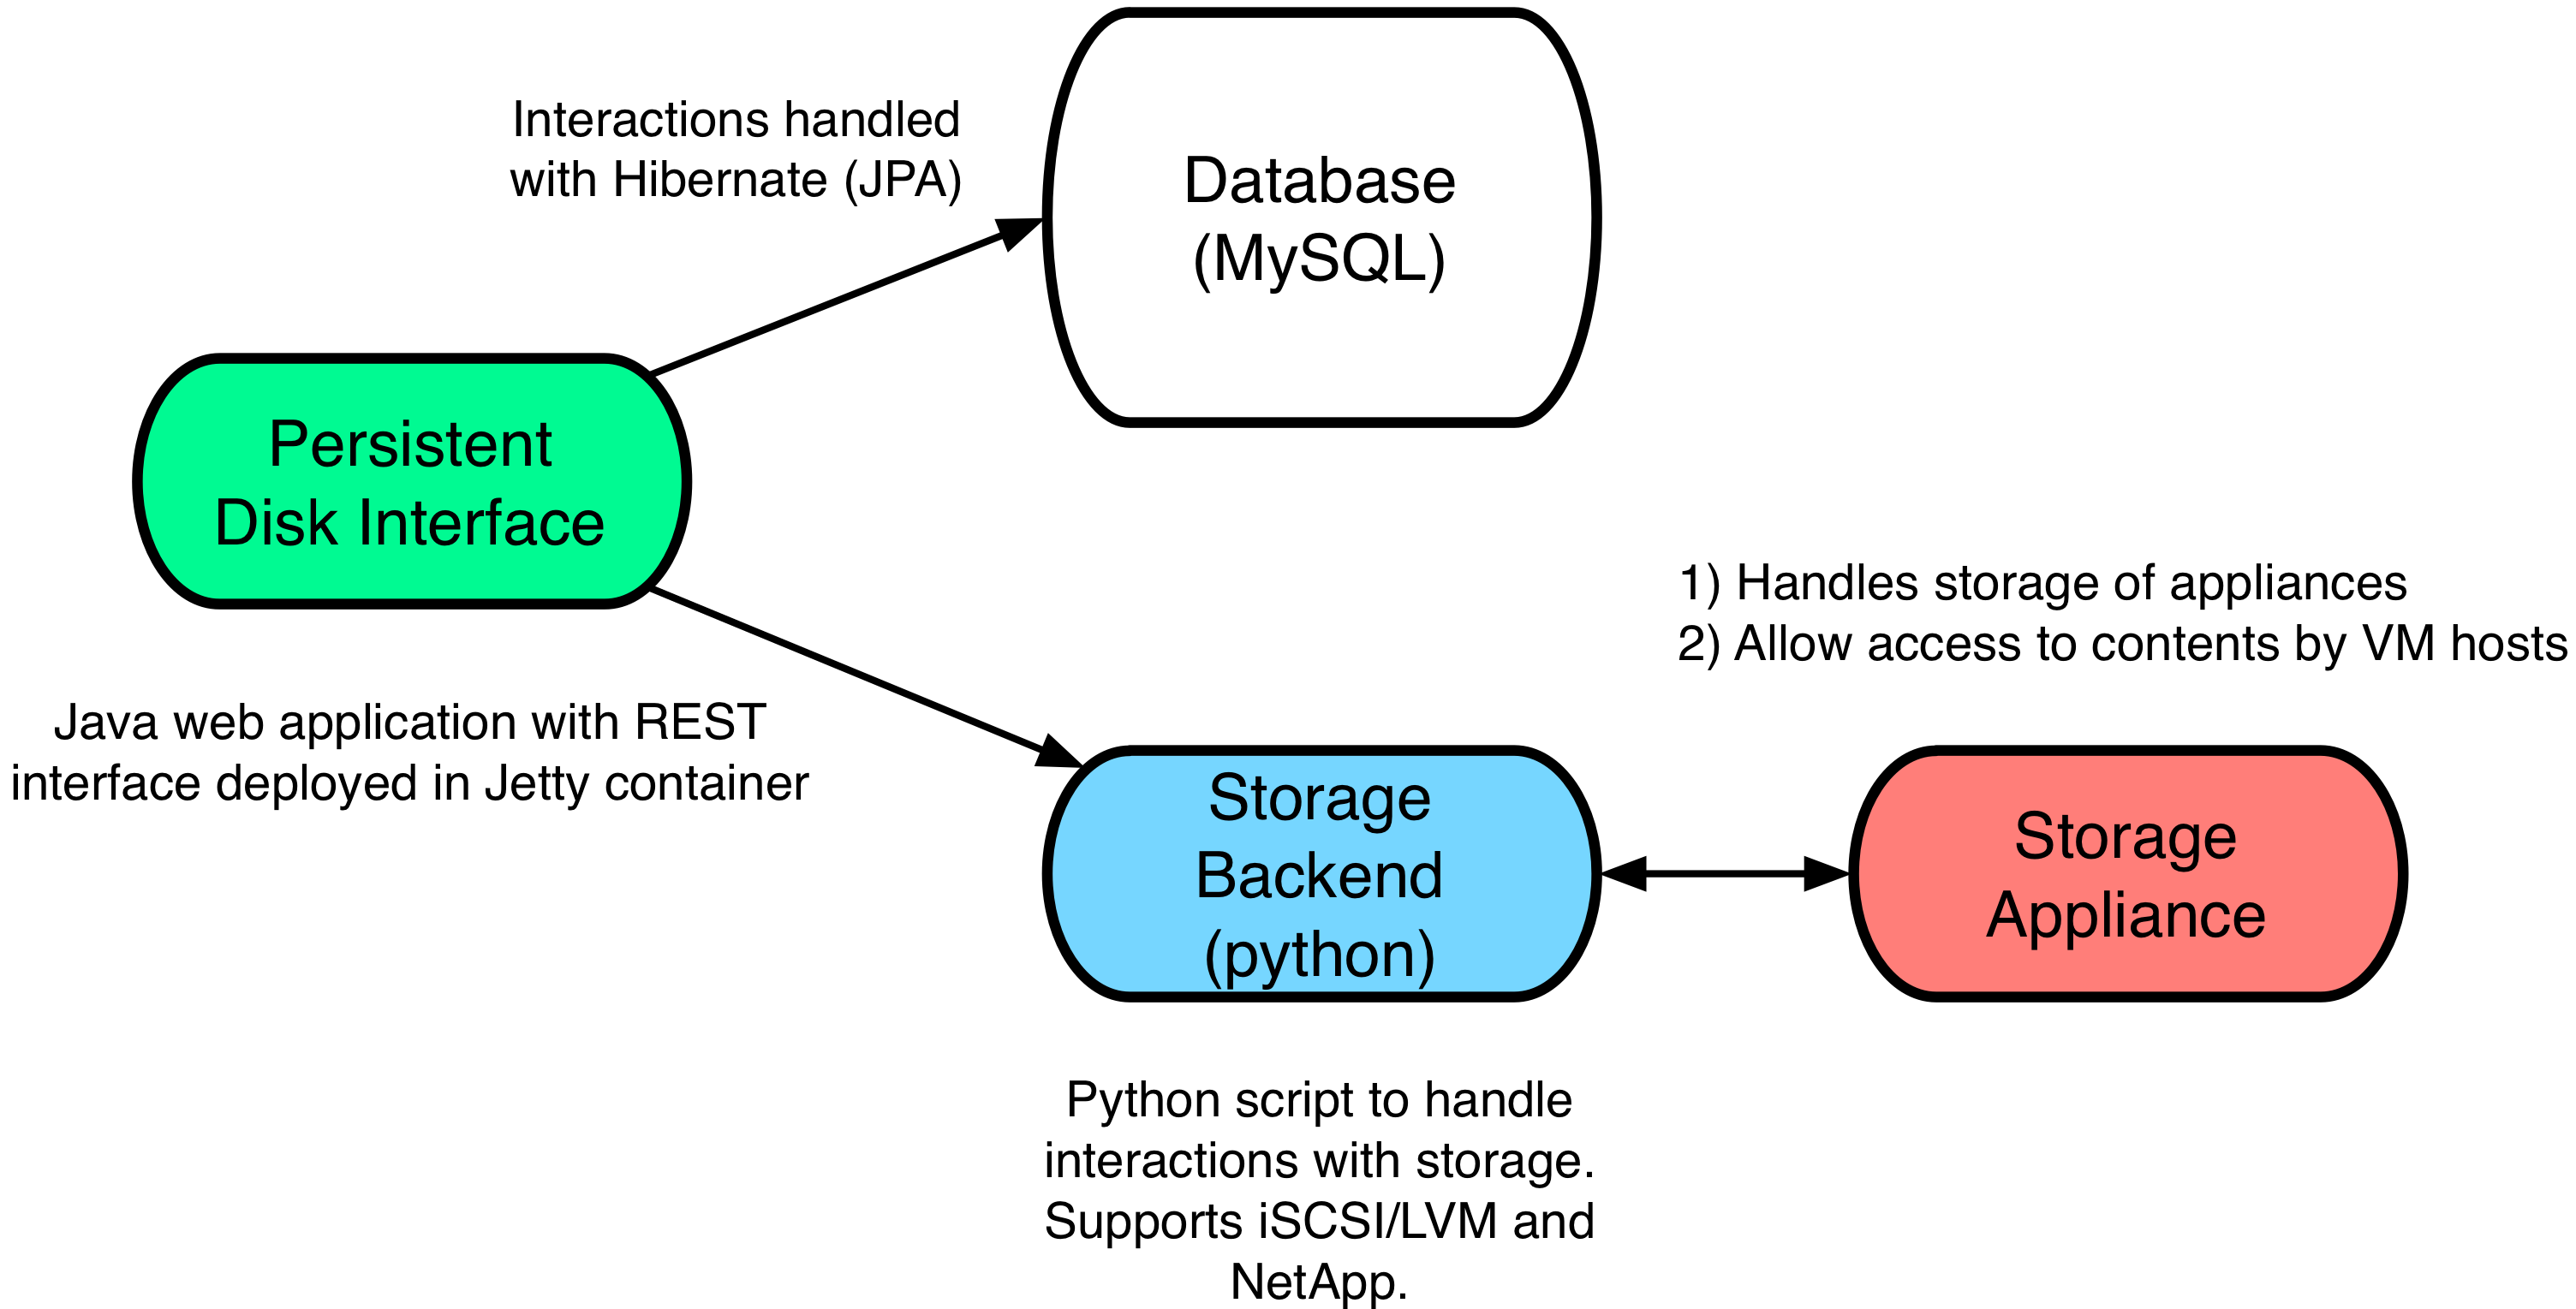 Interactions handled
with Hibernate (JPA)
Database
(MySQL)
Persistent
Disk Interface
Java web application with REST
interface deployed in Jetty container
1) Handles storage of appliances
2) Allow access to contents by VM hosts
Storage
Backend
(python)
Storage
Appliance
Python script to handle
interactions with storage.
Supports iSCSI/LVM and
NetApp.